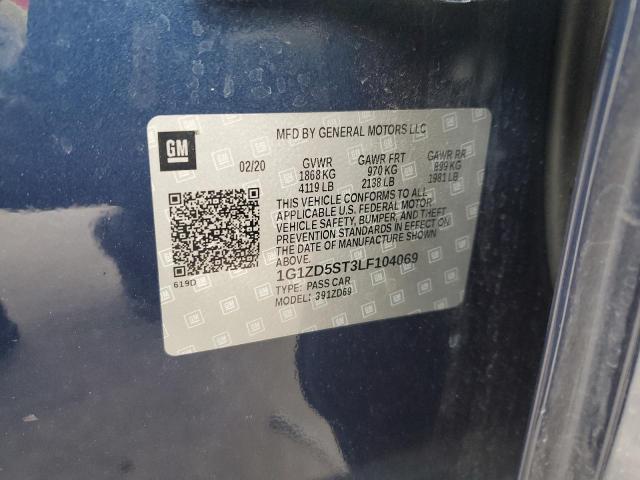 GM
MFD BY GENERAL MOTORS LLC
02/20
GVWR GAWR FRT GAWR RR
1868 KG 970 KG 899 KG
4119 LB 2138 LB 1981 LB
THIS VEHICLE CONFORMS TO ALL
APPLICABLE U.S. FEDERAL MOTOR
VEHICLE SAFETY, BUMPER, AND THEFT
PREVENTION STANDARDS IN EFFECT ON
THE DATE OF MANUFACTURE SHOWN
ABOVE.
619D
1G1ZD5ST3LF104069
TYPE: PASS CAR
MODEL: 391ZD69